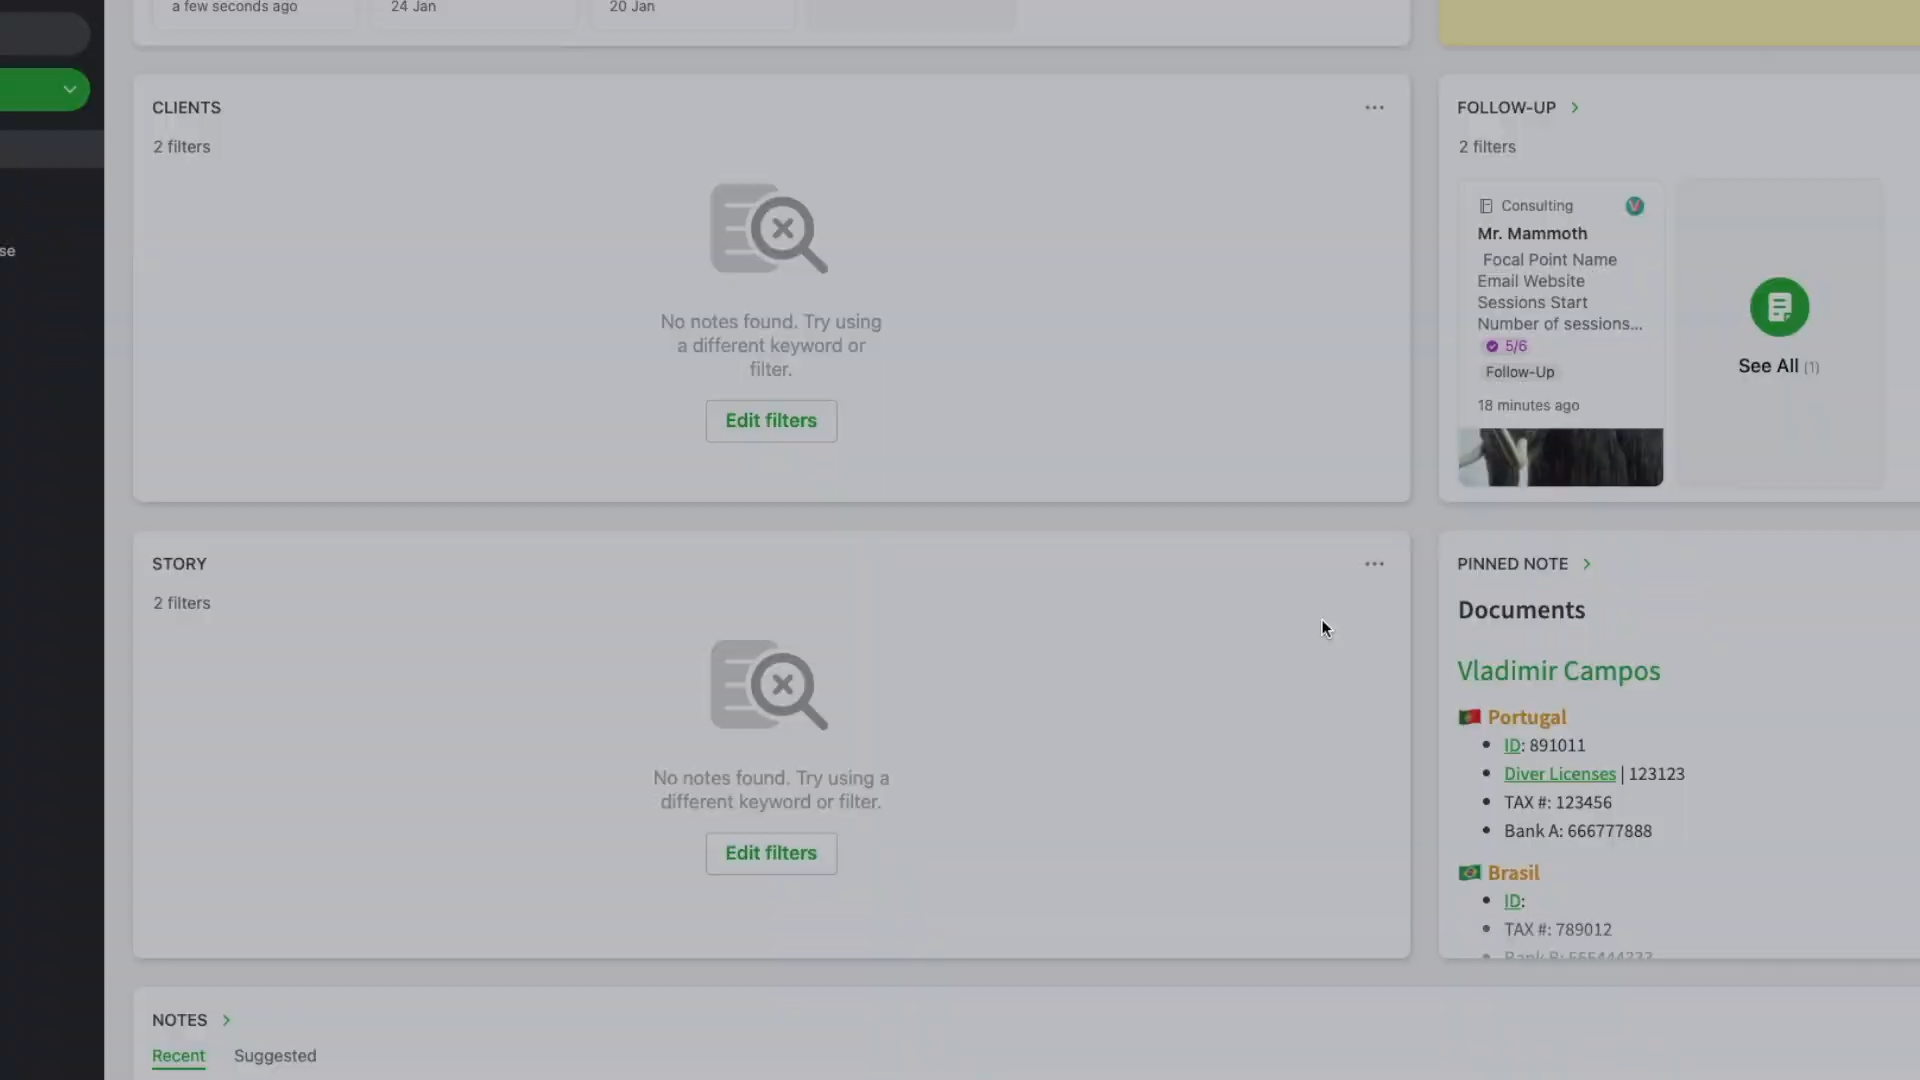 a few seconds ago
24 Jan
20 Jan
se
CLIENTS
2 filters
No notes found. Try using
a different keyword or
filter.
Edit filters
FOLLOW-UP
2 filters
Consulting
Mr. Mammoth
Focal Point Name
Email Website
Sessions Start
Number of sessions...
5/6
Follow-Up
18 minutes ago
See All (1)
STORY
2 filters
No notes found. Try using a
different keyword or filter.
Edit filters
PINNED NOTE
Documents
Vladimir Campos
Portugal
ID: 891011
Diver Licenses | 123123
TAX #: 123456
Bank A: 666777888
Brasil
ID:
TAX #: 789012
Bank B:
NOTES
Recent
Suggested